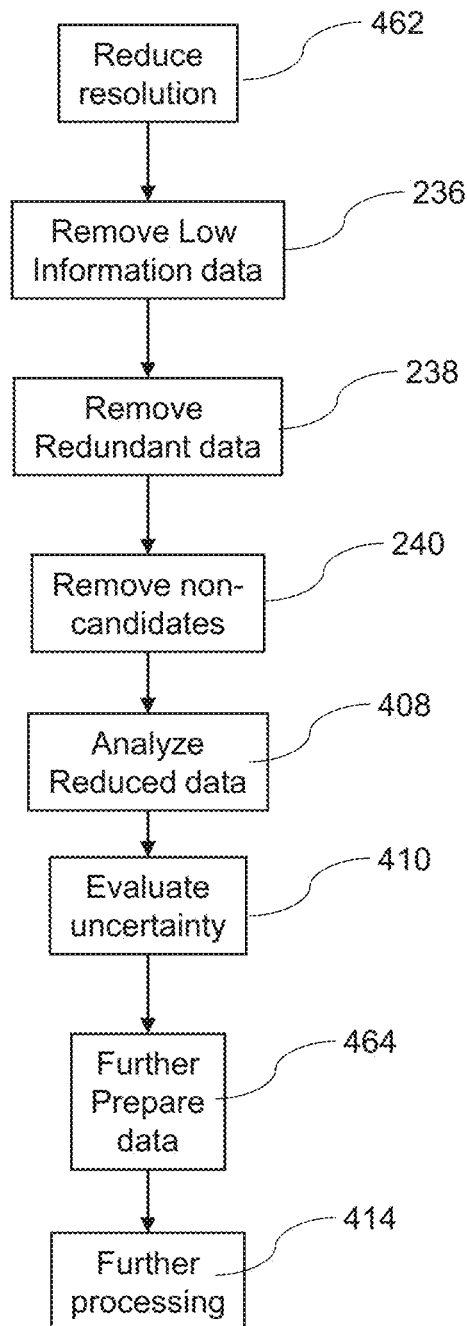 462
Reduce
resolution
236
Remove Low
Information data
238
Remove
Redundant data
240
Remove non-
candidates
408
Analyze
Reduced data
410
Evaluate
uncertainty
464
Further
Prepare
data
414
Further
processing